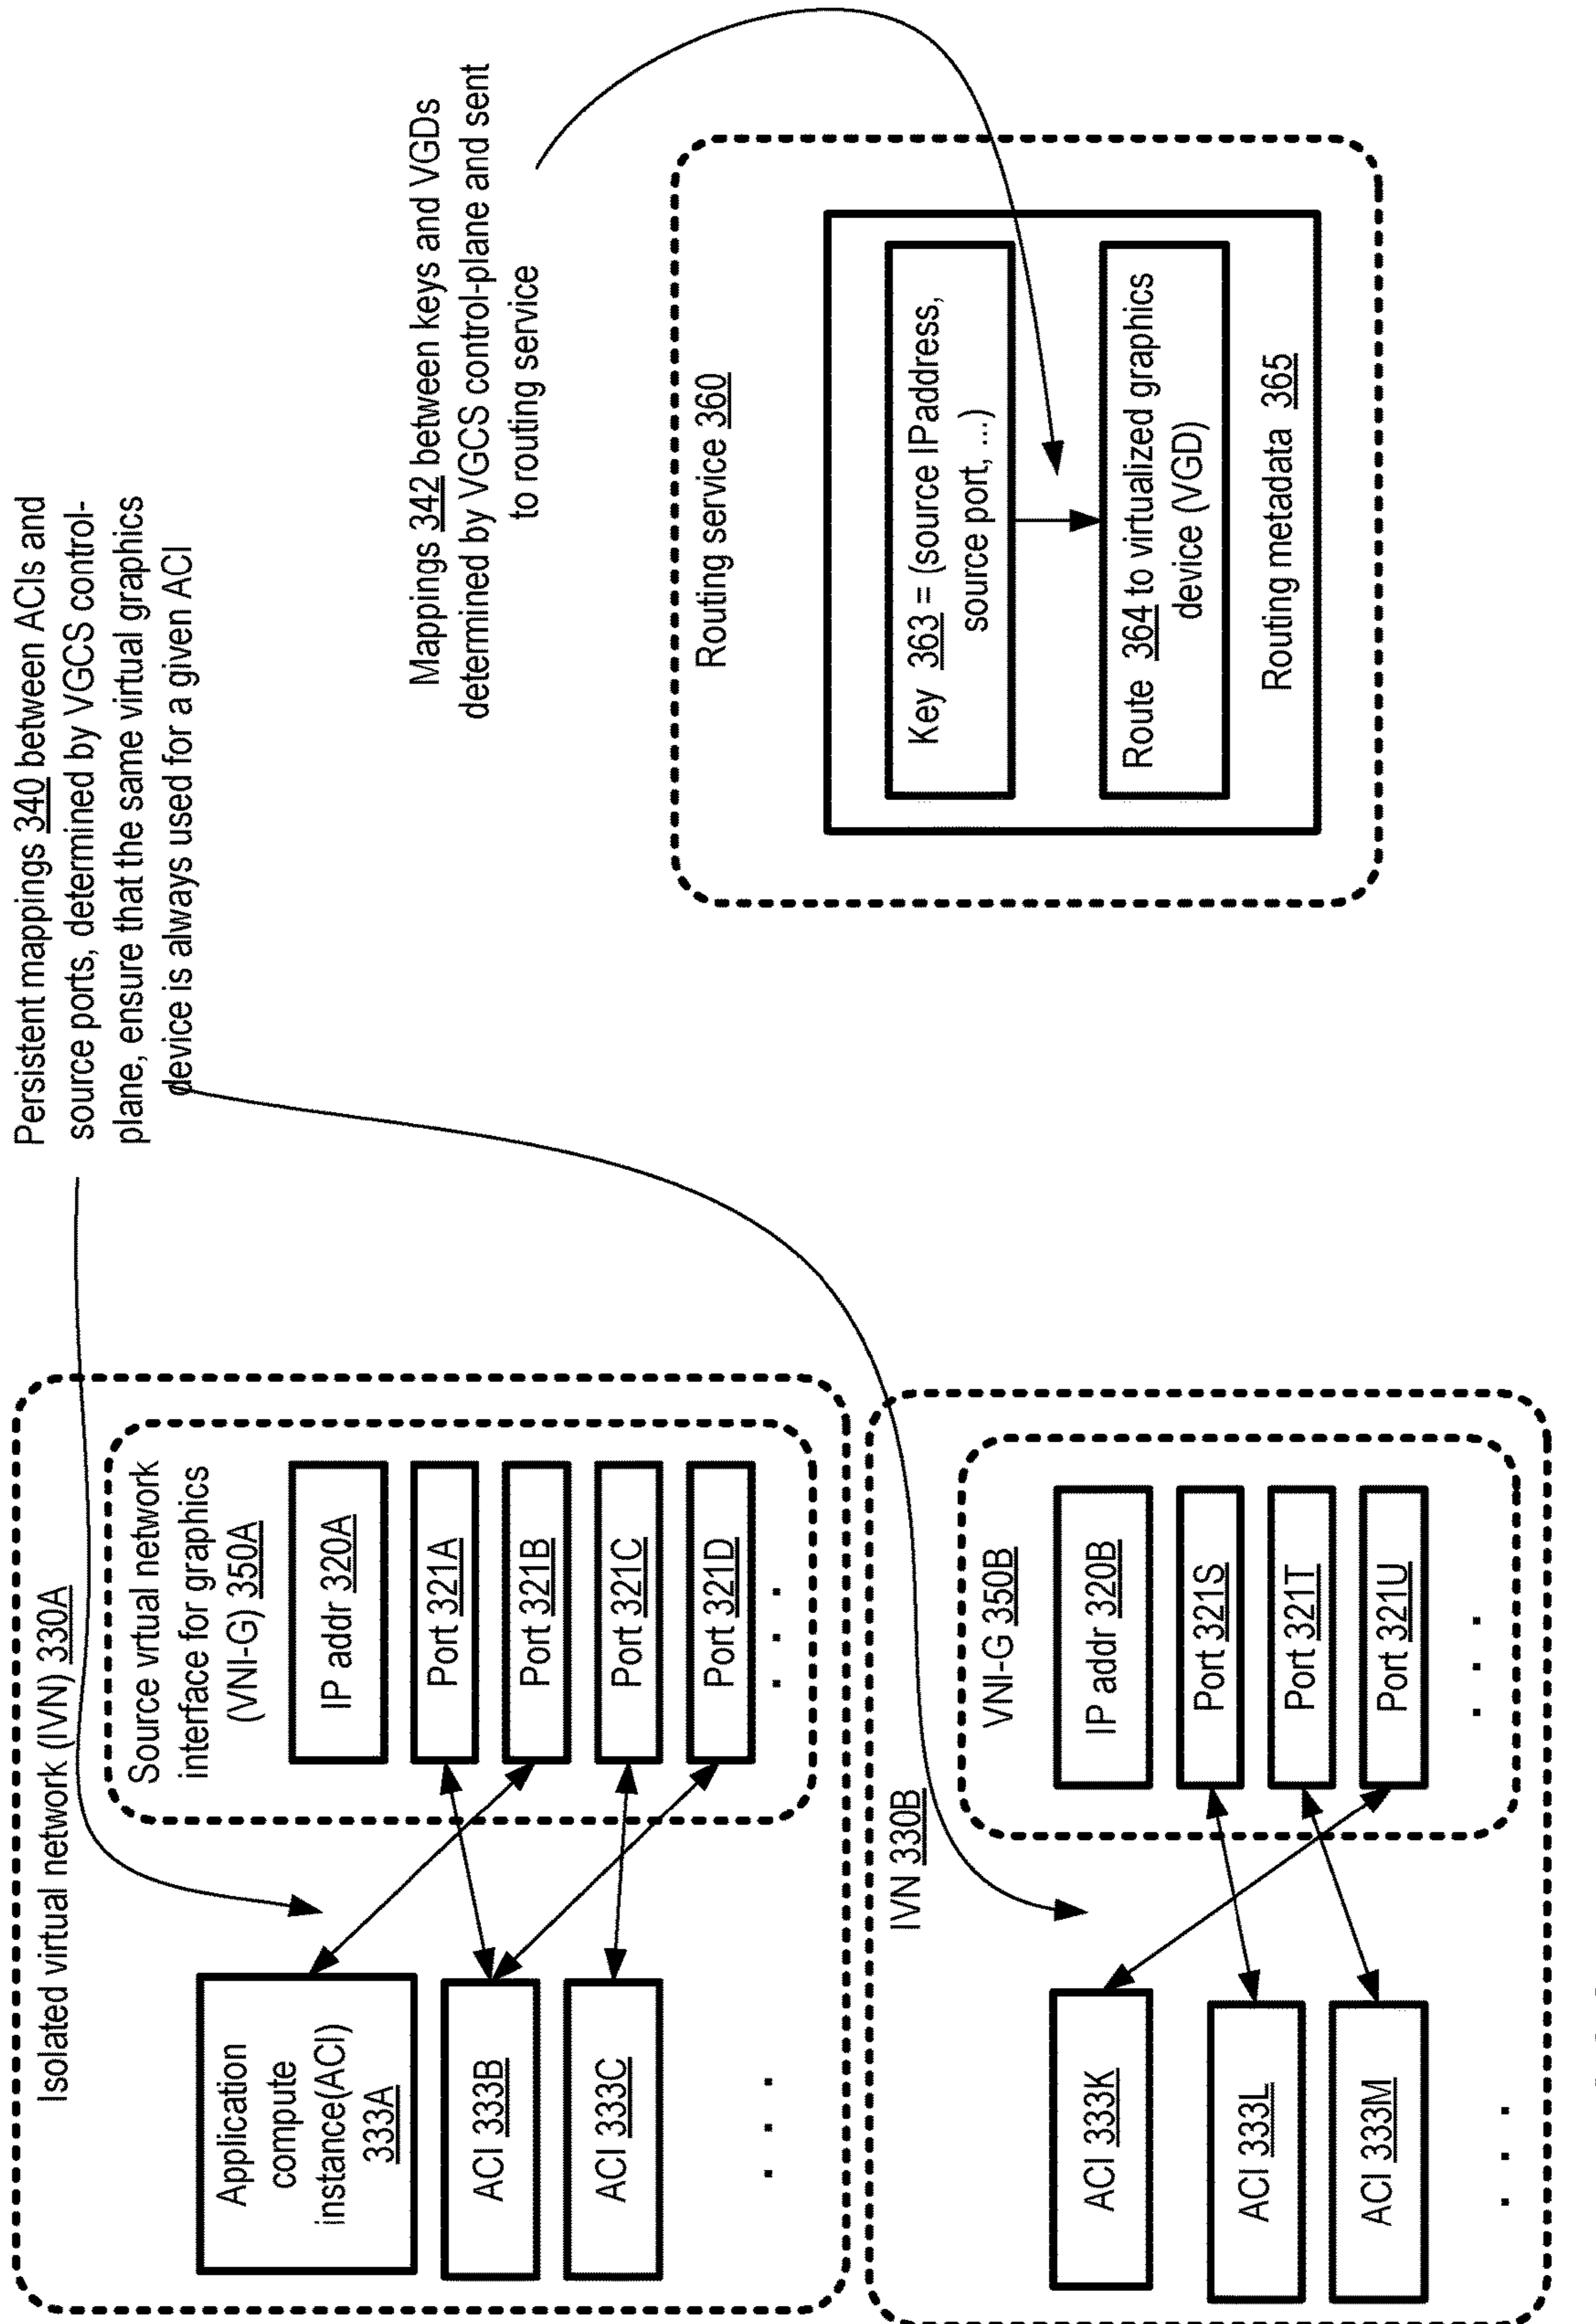 Persistent mappings 340 between ACIs and
source ports, determined by VGCS control-
plane, ensure that the same virtual graphics
device is always used for a given ACI
Isolated virtual network (IVN) 330A
Application
compute
instance(ACI)
333A
ACI 333B
ACI 333C
. . .
Source virtual network
interface for graphics
(VNI-G) 350A
IP addr 320A
Port 321A
Port 321B
Port 321C
Port 321D
. . .
IVN 330B
ACI 333K
ACI 333L
ACI 333M
. . .
VNI-G 350B
IP addr 320B
Port 321S
Port 321T
Port 321U
. . .
Mappings 342 between keys and VGDs
determined by VGCS control-plane and sent
to routing service
Routing service 360
Key 363 = (source IPaddress,
source port, ...)
Route 364 to virtualized graphics
device (VGD)
Routing metadata 365